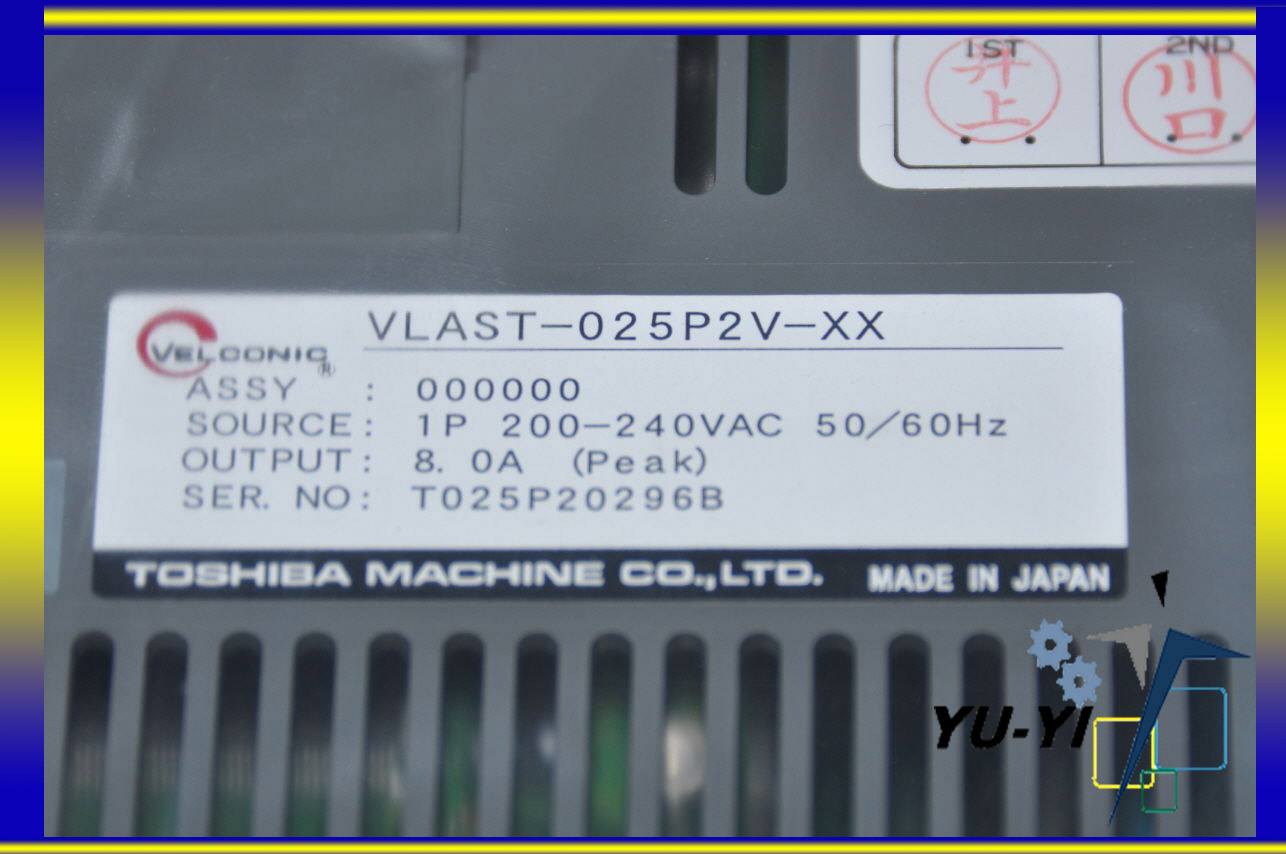 1ST 2ND
井上 川口
VELCONIC®
VLAST-025P2V-XX
ASSY : 000000
SOURCE: 1P 200-240VAC 50/60Hz
OUTPUT: 8.0A (Peak)
SER. NO: T025P20296B
TOSHIBA MACHINE CO.,LTD. MADE IN JAPAN
YU-YI